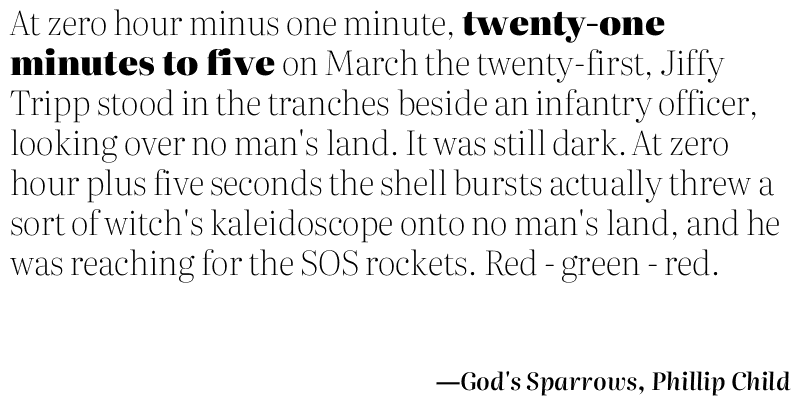 At zero hour minus one minute, twenty-one
minutes to five on March the twenty-first, Jiffy
Tripp stood in the tranches beside an infantry officer,
looking over no man's land. It was still dark. At zero
hour plus five seconds the shell bursts actually threw a
sort of witch's kaleidoscope onto no man's land, and he
was reaching for the SOS rockets. Red - green - red.
—God's Sparrows, Phillip Child